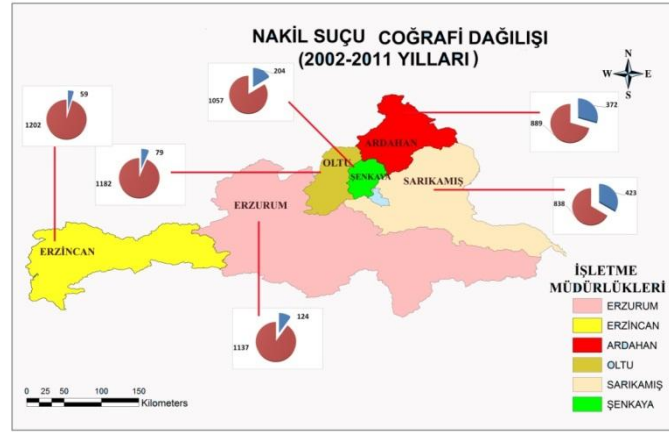 NAKİL SUÇU COĞRAFİ DAĞILIŞI
(2002-2011 YILLARI)
N
W E
S
59
1202
204
1057
372
889
79
1182
423
838
124
1137
ARDAHAN
OLTU
ŞENKAYA
SARIKAMIŞ
ERZURUM
ERZİNCAN
İŞLETME
MÜDÜRLÜKLERİ
ERZURUM
ERZİNCAN
ARDAHAN
OLTU
SARIKAMIŞ
ŞENKAYA
0 25 50 100 150
Kilometers